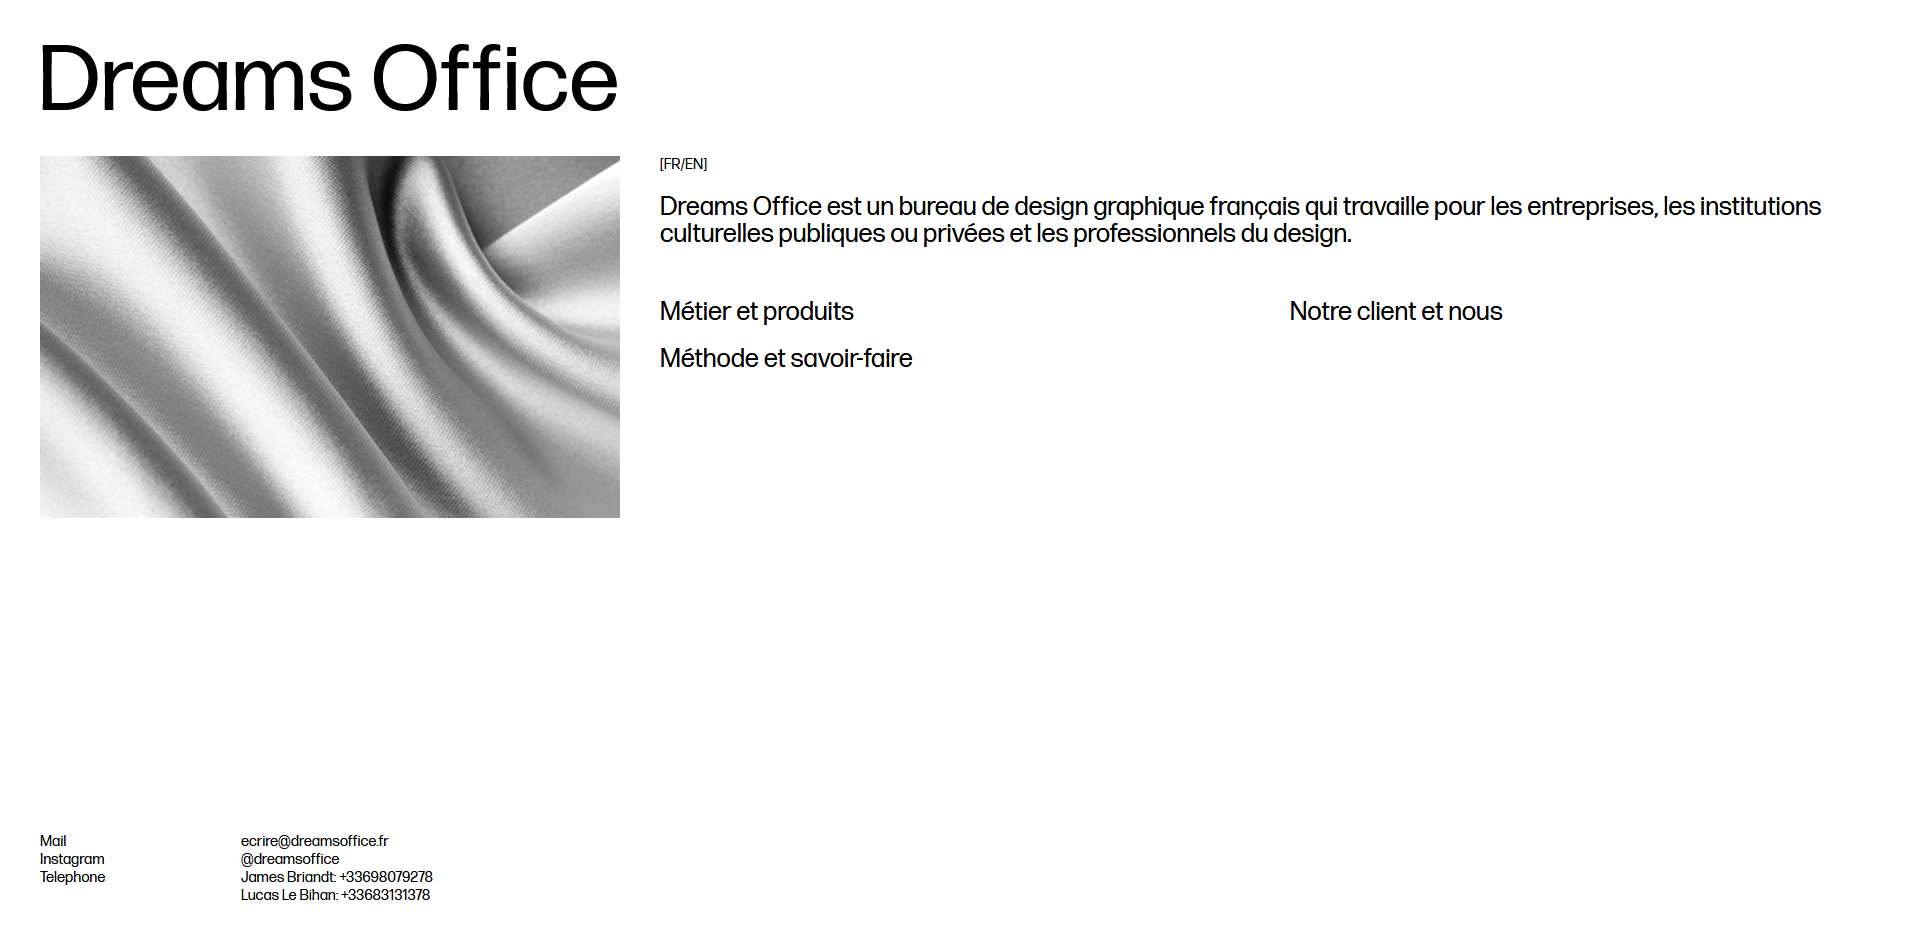 Dreams Office
[FR/EN]
Dreams Office est un bureau de design graphique français qui travaille pour les entreprises, les institutions
culturelles publiques ou privées et les professionnels du design.
Métier et produits
Méthode et savoir-faire
Notre client et nous
Mail
ecrire@dreamsoffice.fr
Instagram
@dreamsoffice
Telephone
James Briandt: +33698079278
Lucas Le Bihan: +33683131378